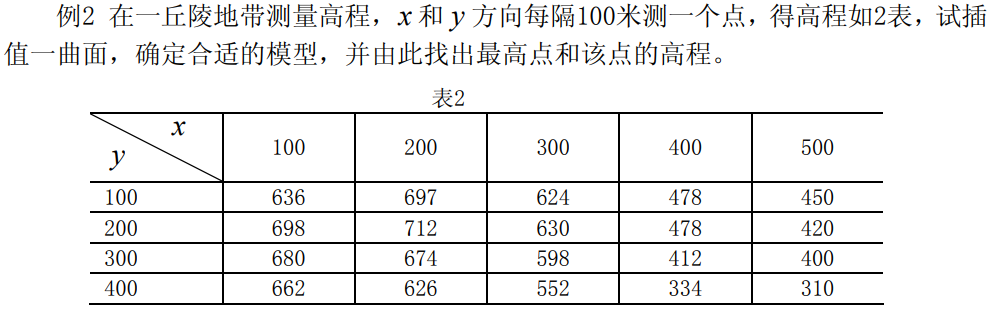 例2 在一丘陵地带测量高程，x 和 y 方向每隔100米测一个点，得高程如2表，试插
值一曲面，确定合适的模型，并由此找出最高点和该点的高程。
表2
x
y 100 200 300 400 500
100 636 697 624 478 450
200 698 712 630 478 420
300 680 674 598 412 400
400 662 626 552 334 310